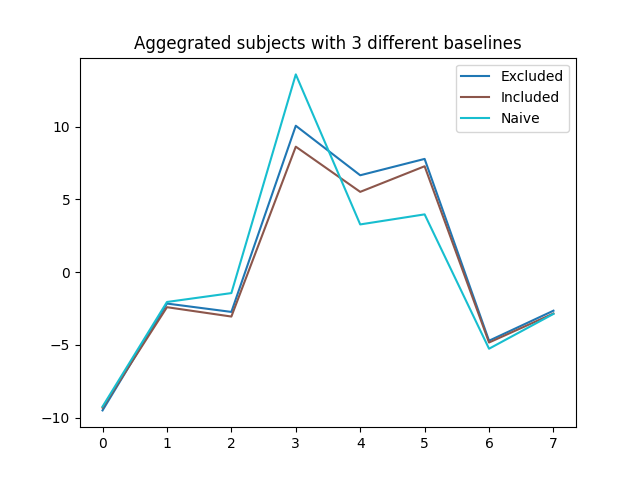 Aggegrated subjects with 3 different baselines
Excluded
Included
Naive
10
5
0
−5
−10
0 1 2 3 4 5 6 7